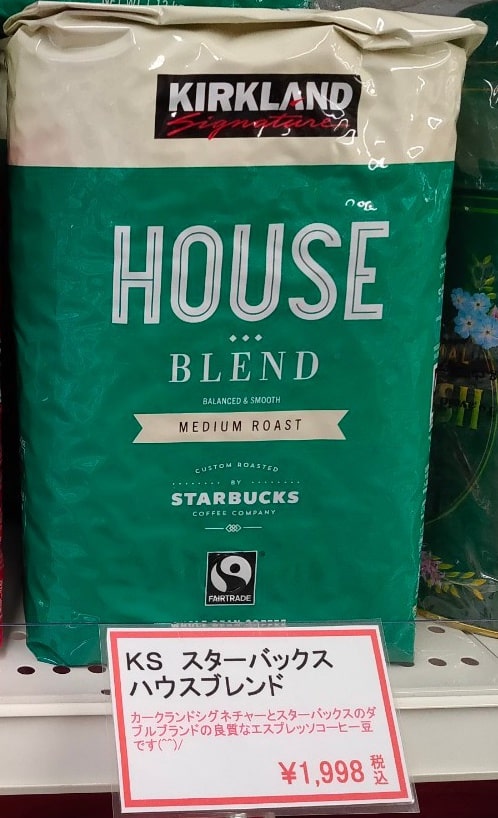 KIRKLAND
Signature
HOUSE
BLEND
BALANCED & SMOOTH
MEDIUM ROAST
CUSTOM ROASTED
BY
STARBUCKS
COFFEE COMPANY
FAIRTRADE
WHOLE BEAN COFFEE
KS スターバックス
ハウスブレンド
カークランドシグネチャーとスターバックスのダ
ブルブランドの良質なエスプレッソコーヒー豆
です(^^)/
¥1,998 税込